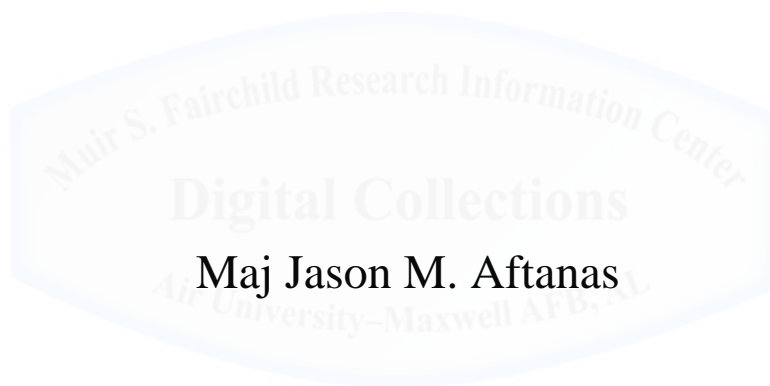 Muir S. Fairchild Research Information Center
Digital Collections
Maj Jason M. Aftanas
Air University–Maxwell AFB, AL